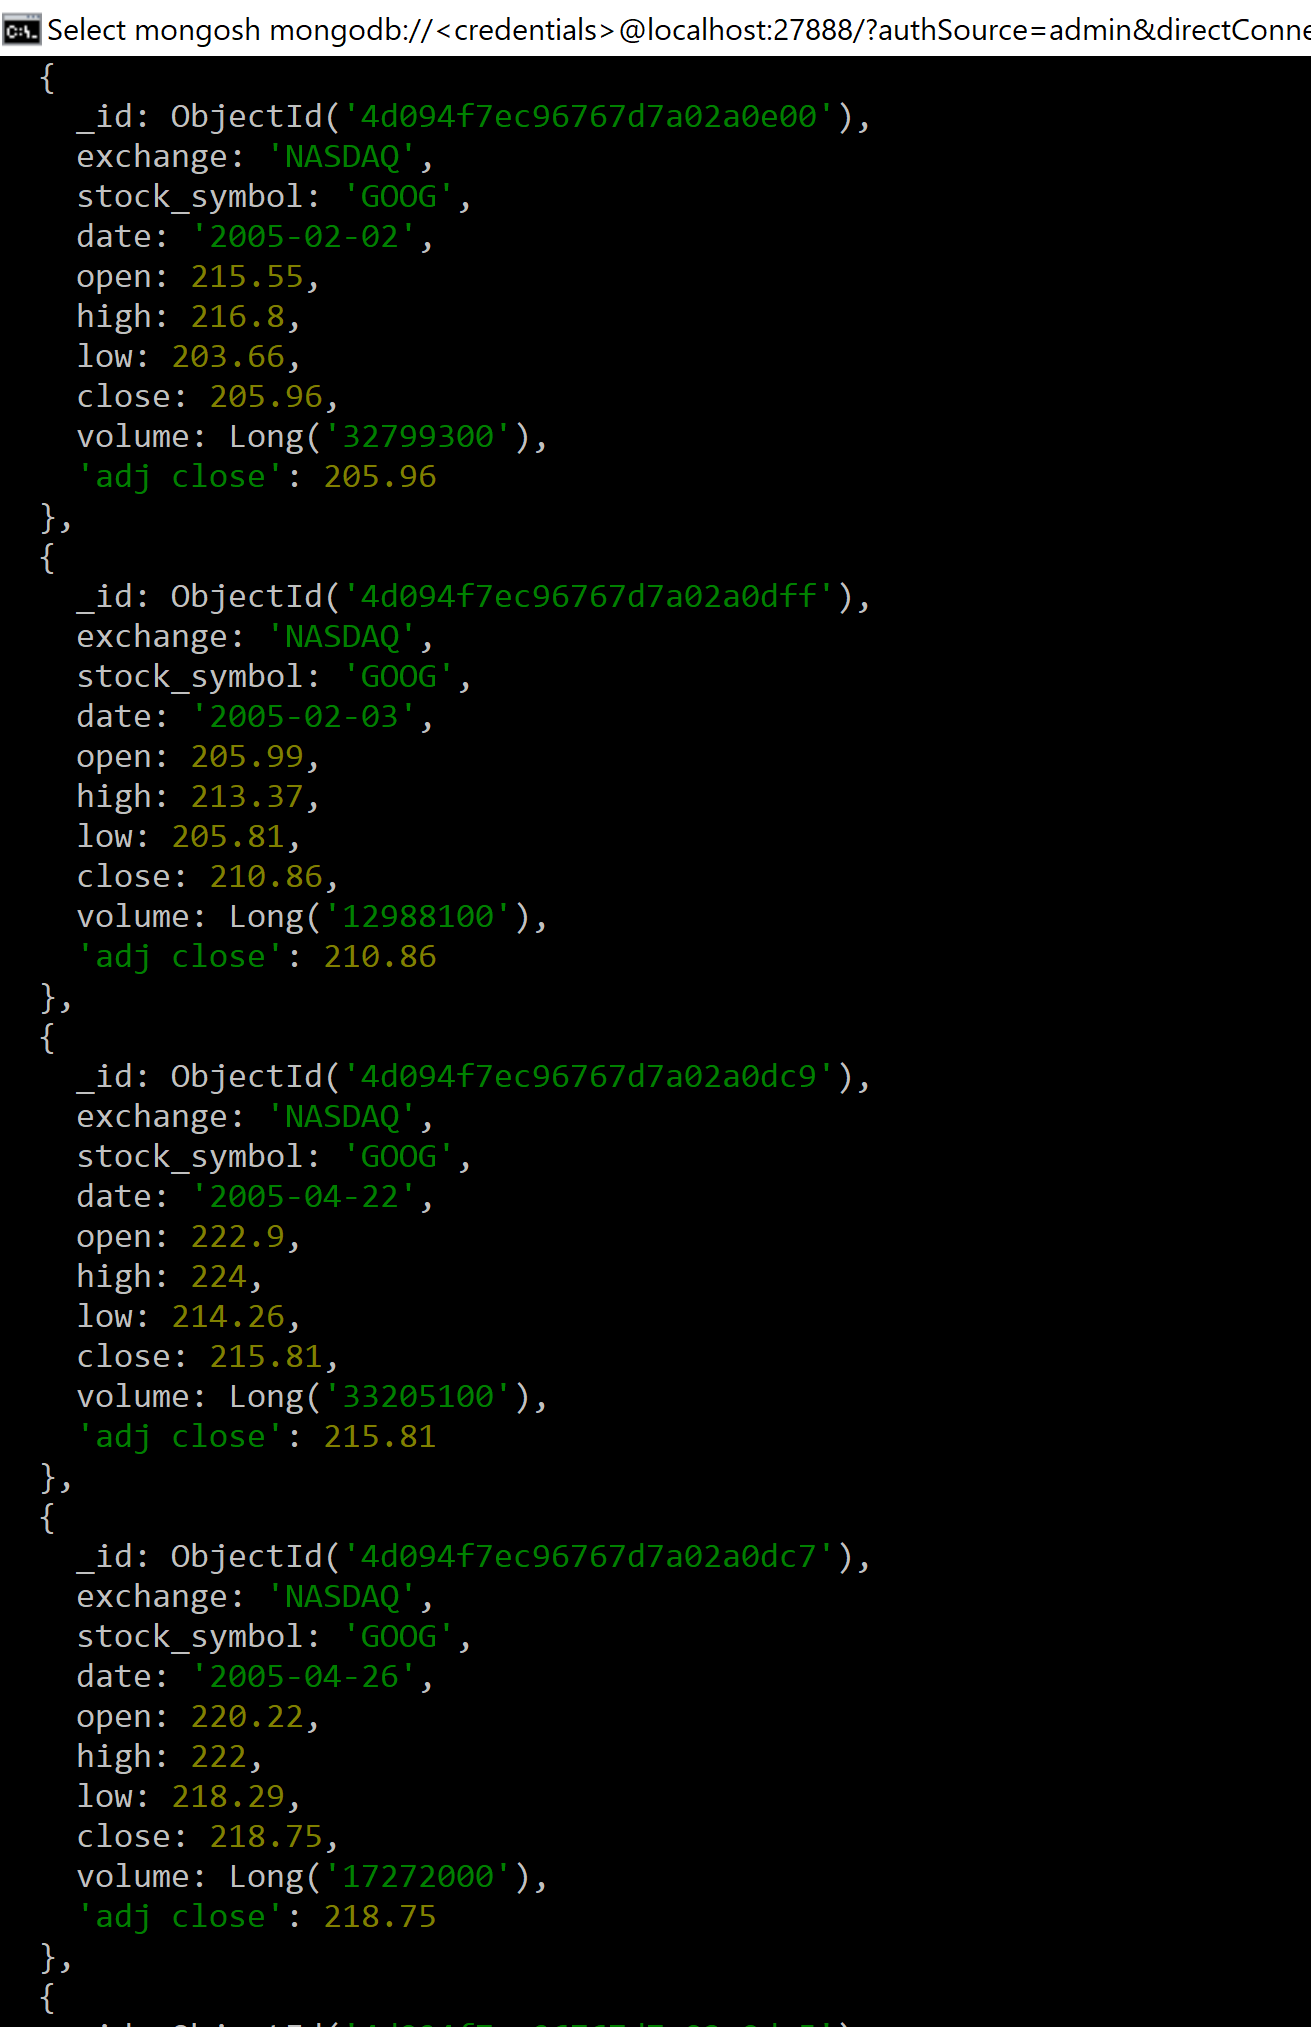 Select mongosh mongodb://<credentials>@localhost:27888/?authSource=admin&directConne
{
_id: ObjectId('4d094f7ec96767d7a02a0e00'),
exchange: 'NASDAQ',
stock_symbol: 'GOOG',
date: '2005-02-02',
open: 215.55,
high: 216.8,
low: 203.66,
close: 205.96,
volume: Long('32799300'),
'adj close': 205.96
},
{
_id: ObjectId('4d094f7ec96767d7a02a0dff'),
exchange: 'NASDAQ',
stock_symbol: 'GOOG',
date: '2005-02-03',
open: 205.99,
high: 213.37,
low: 205.81,
close: 210.86,
volume: Long('12988100'),
'adj close': 210.86
},
{
_id: ObjectId('4d094f7ec96767d7a02a0dc9'),
exchange: 'NASDAQ',
stock_symbol: 'GOOG',
date: '2005-04-22',
open: 222.9,
high: 224,
low: 214.26,
close: 215.81,
volume: Long('33205100'),
'adj close': 215.81
},
{
_id: ObjectId('4d094f7ec96767d7a02a0dc7'),
exchange: 'NASDAQ',
stock_symbol: 'GOOG',
date: '2005-04-26',
open: 220.22,
high: 222,
low: 218.29,
close: 218.75,
volume: Long('17272000'),
'adj close': 218.75
},
{